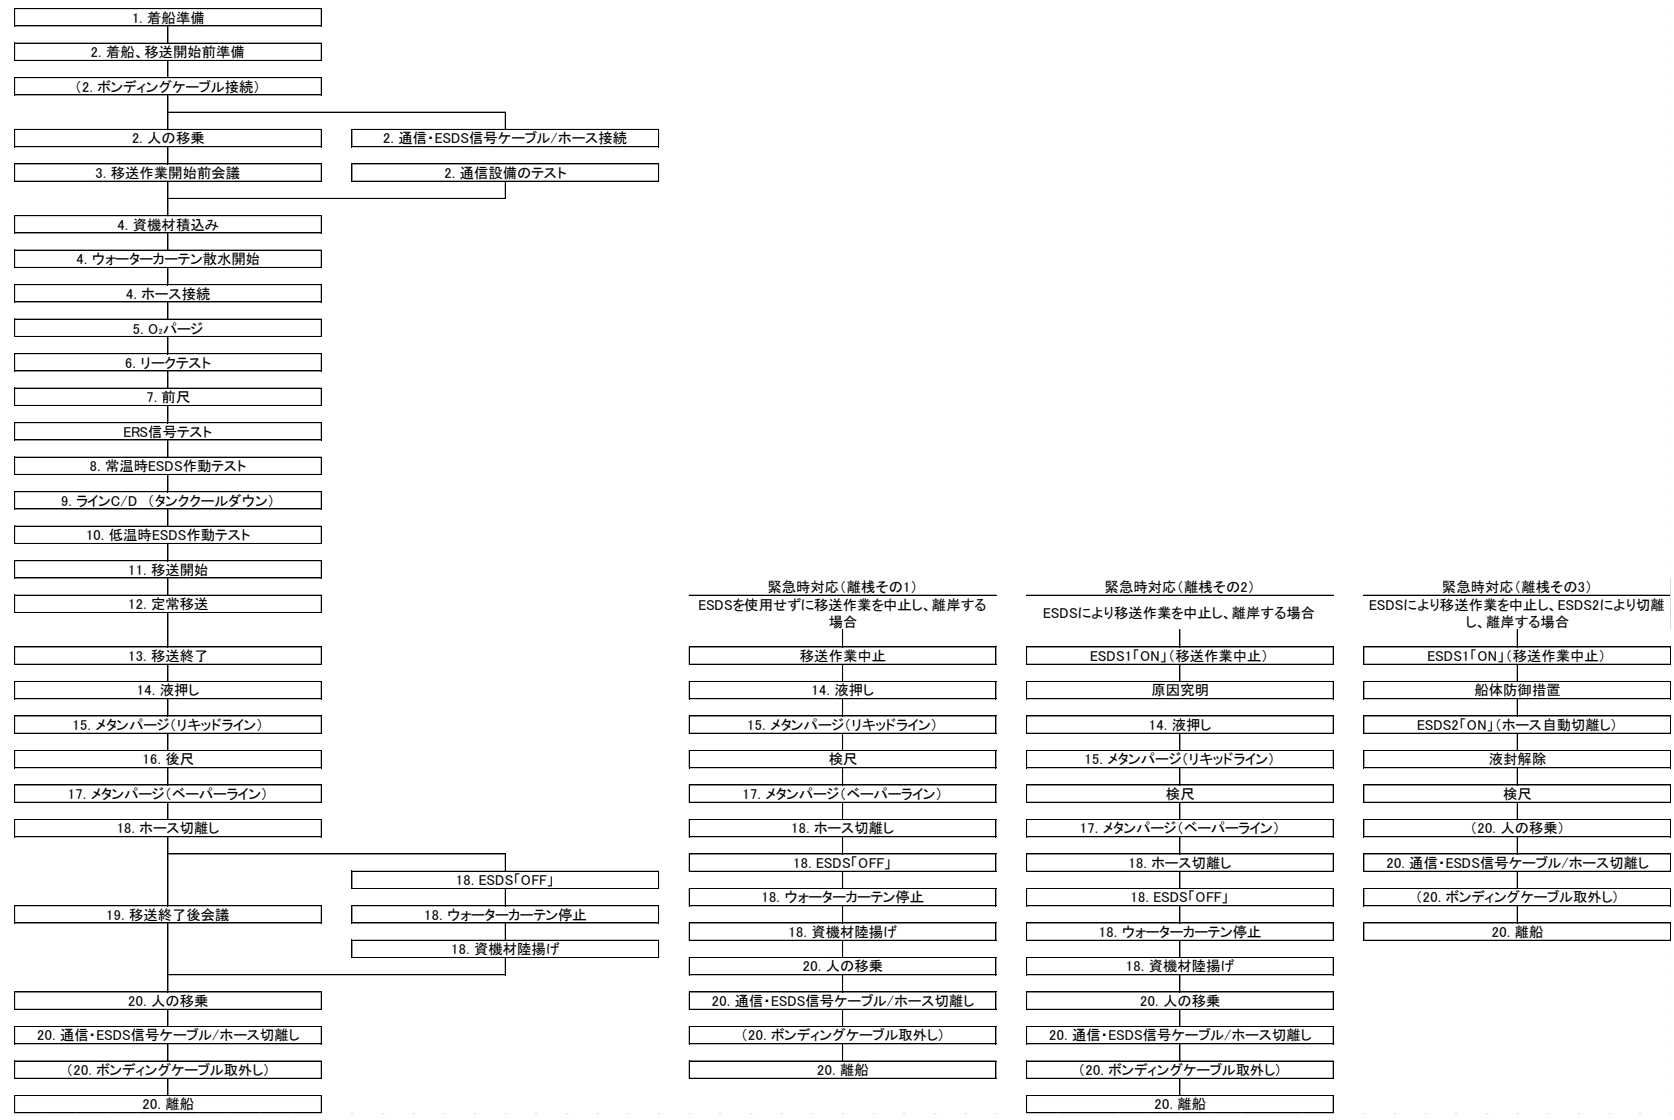 1. 着船準備
2. 着船、移送開始前準備
(2. ボンディングケーブル接続)
2. 人の移乗
3. 移送作業開始前会議
2. 通信・ESDS信号ケーブル/ホース接続
2. 通信設備のテスト
4. 資機材積込み
4. ウォーターカーテン散水開始
4. ホース接続
5. O₂パージ
6. リークテスト
7. 前尺
ERS信号テスト
8. 常温時ESDS作動テスト
9. ラインC/D (タンククールダウン)
10. 低温時ESDS作動テスト
11. 移送開始
12. 定常移送
13. 移送終了
14. 液押し
15. メタンパージ(リキッドライン)
16. 後尺
17. メタンパージ(ベーパーライン)
18. ホース切離し
19. 移送終了後会議
18. ESDS「OFF」
18. ウォーターカーテン停止
18. 資機材陸揚げ
20. 人の移乗
20. 通信・ESDS信号ケーブル/ホース切離し
(20. ボンディングケーブル取外し)
20. 離船
緊急時対応(離桟その1)
ESDSを使用せずに移送作業を中止し、離岸する
場合
移送作業中止
14. 液押し
15. メタンパージ(リキッドライン)
検尺
17. メタンパージ(ベーパーライン)
18. ホース切離し
18. ESDS「OFF」
18. ウォーターカーテン停止
18. 資機材陸揚げ
20. 人の移乗
20. 通信・ESDS信号ケーブル/ホース切離し
(20. ボンディングケーブル取外し)
20. 離船
緊急時対応(離桟その2)
ESDSにより移送作業を中止し、離岸する場合
ESDS1「ON」(移送作業中止)
原因究明
14. 液押し
15. メタンパージ(リキッドライン)
検尺
17. メタンパージ(ベーパーライン)
18. ホース切離し
18. ESDS「OFF」
18. ウォーターカーテン停止
18. 資機材陸揚げ
20. 人の移乗
20. 通信・ESDS信号ケーブル/ホース切離し
(20. ボンディングケーブル取外し)
20. 離船
緊急時対応(離桟その3)
ESDSにより移送作業を中止し、ESDS2により切離
し、離岸する場合
ESDS1「ON」(移送作業中止)
船体防御措置
ESDS2「ON」(ホース自動切離し)
液封解除
検尺
(20. 人の移乗)
20. 通信・ESDS信号ケーブル/ホース切離し
(20. ボンディングケーブル取外し)
20. 離船